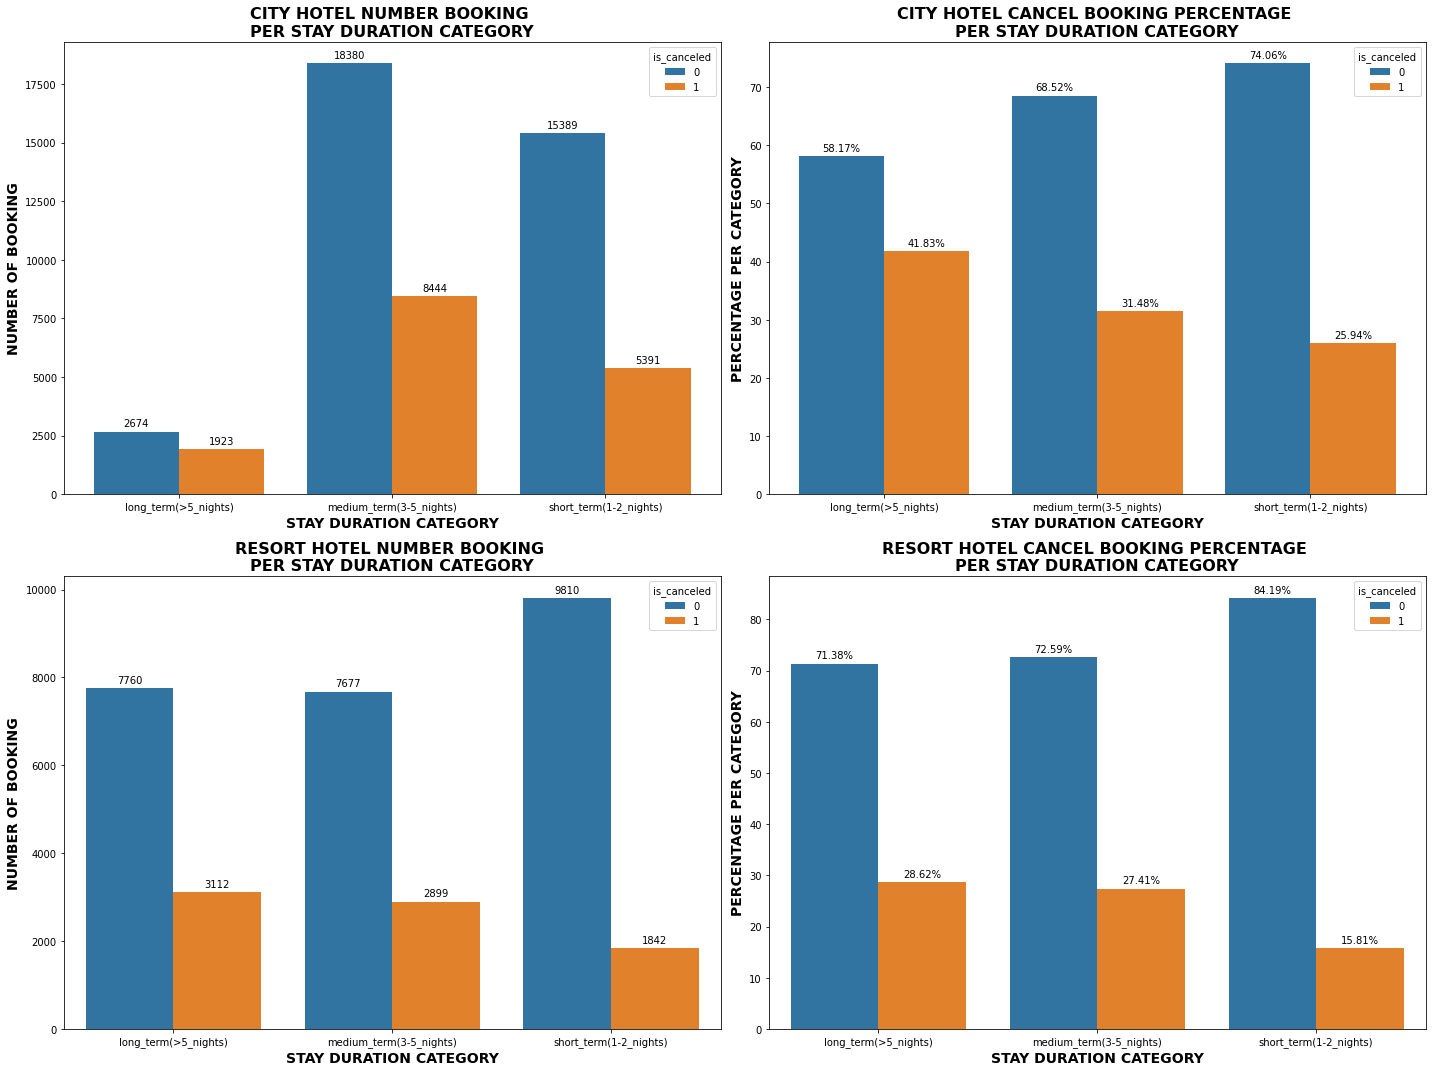 CITY HOTEL NUMBER BOOKING
PER STAY DURATION CATEGORY
is_canceled
0
1
NUMBER OF BOOKING
17500
15000
12500
10000
7500
5000
2500
0
2674
1923
18380
8444
15389
5391
long_term(>5_nights)
medium_term(3-5_nights)
short_term(1-2_nights)
STAY DURATION CATEGORY
CITY HOTEL CANCEL BOOKING PERCENTAGE
PER STAY DURATION CATEGORY
is_canceled
0
1
PERCENTAGE PER CATEGORY
70
60
50
40
30
20
10
0
58.17%
41.83%
68.52%
31.48%
74.06%
25.94%
long_term(>5_nights)
medium_term(3-5_nights)
short_term(1-2_nights)
STAY DURATION CATEGORY
RESORT HOTEL NUMBER BOOKING
PER STAY DURATION CATEGORY
is_canceled
0
1
NUMBER OF BOOKING
10000
8000
6000
4000
2000
0
7760
3112
7677
2899
9810
1842
long_term(>5_nights)
medium_term(3-5_nights)
short_term(1-2_nights)
STAY DURATION CATEGORY
RESORT HOTEL CANCEL BOOKING PERCENTAGE
PER STAY DURATION CATEGORY
is_canceled
0
1
PERCENTAGE PER CATEGORY
80
70
60
50
40
30
20
10
0
71.38%
28.62%
72.59%
27.41%
84.19%
15.81%
long_term(>5_nights)
medium_term(3-5_nights)
short_term(1-2_nights)
STAY DURATION CATEGORY